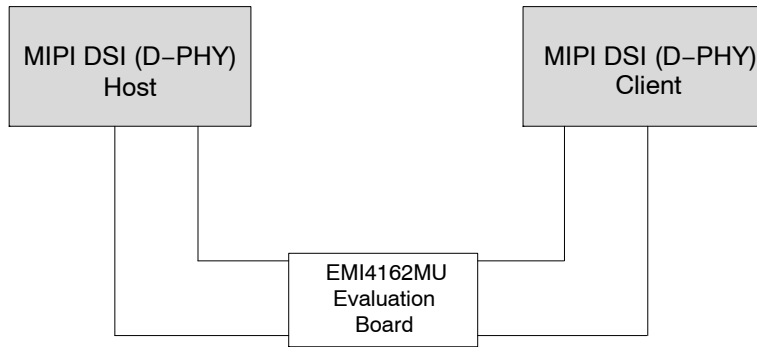 MIPI DSI (D−PHY)
Host
MIPI DSI (D−PHY)
Client
EMI4162MU
Evaluation
Board